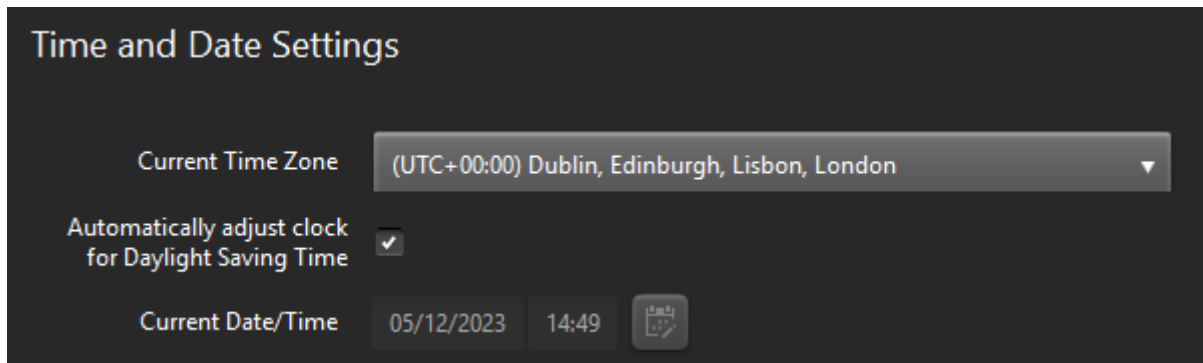 Time and Date Settings
Current Time Zone (UTC+00:00) Dublin, Edinburgh, Lisbon, London
Automatically adjust clock
for Daylight Saving Time
Current Date/Time 05/12/2023 14:49